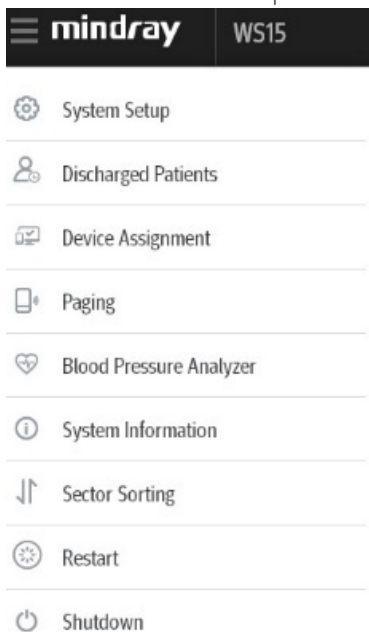 mindray WS15
System Setup
Discharged Patients
Device Assignment
Paging
Blood Pressure Analyzer
System Information
Sector Sorting
Restart
Shutdown